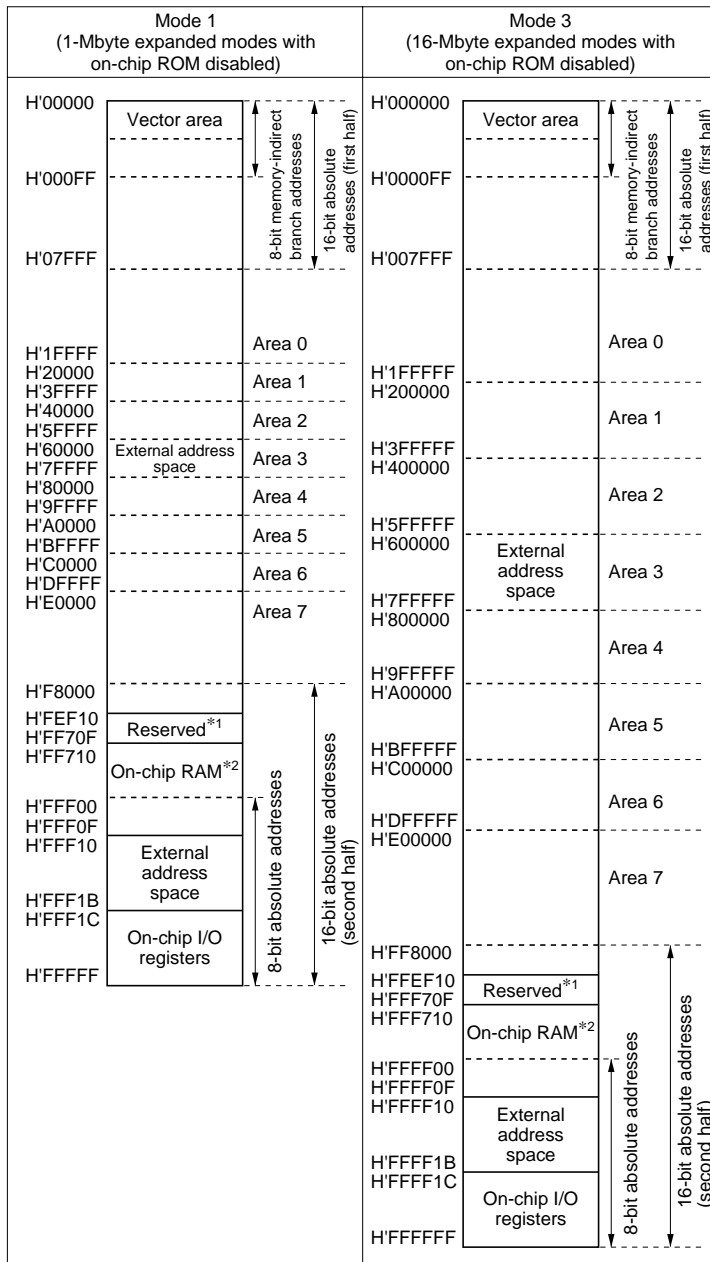 Mode 1
(1-Mbyte expanded modes with
on-chip ROM disabled)
H'00000
Vector area
H'000FF
8-bit memory-indirect
branch addresses
16-bit absolute
addresses (first half)
H'07FFF
H'1FFFF
Area 0
H'20000
H'3FFFF
Area 1
H'40000
H'5FFFF
Area 2
H'60000
H'7FFFF
External address
space
Area 3
H'80000
H'9FFFF
Area 4
H'A0000
H'BFFFF
Area 5
H'C0000
H'DFFFF
Area 6
H'E0000
Area 7
H'F8000
H'FEF10
H'FF70F
Reserved*1
H'FF710
On-chip RAM*2
H'FFF00
H'FFF0F
H'FFF10
External
address
space
H'FFF1B
H'FFF1C
On-chip I/O
registers
H'FFFFF
8-bit absolute addresses
16-bit absolute addresses
(second half)
Mode 3
(16-Mbyte expanded modes with
on-chip ROM disabled)
H'000000
Vector area
H'0000FF
8-bit memory-indirect
branch addresses
16-bit absolute
addresses (first half)
H'007FFF
Area 0
H'1FFFFF
H'200000
Area 1
H'3FFFFF
H'400000
Area 2
H'5FFFFF
H'600000
External
address
space
Area 3
H'7FFFFF
H'800000
Area 4
H'9FFFFF
H'A00000
Area 5
H'BFFFFF
H'C00000
Area 6
H'DFFFFF
H'E00000
Area 7
H'FF8000
H'FFEF10
H'FFF70F
Reserved*1
H'FFF710
On-chip RAM*2
H'FFFF00
H'FFFF0F
H'FFFF10
External
address
space
H'FFFF1B
H'FFFF1C
On-chip I/O
registers
H'FFFFFF
8-bit absolute addresses
16-bit absolute addresses
(second half)